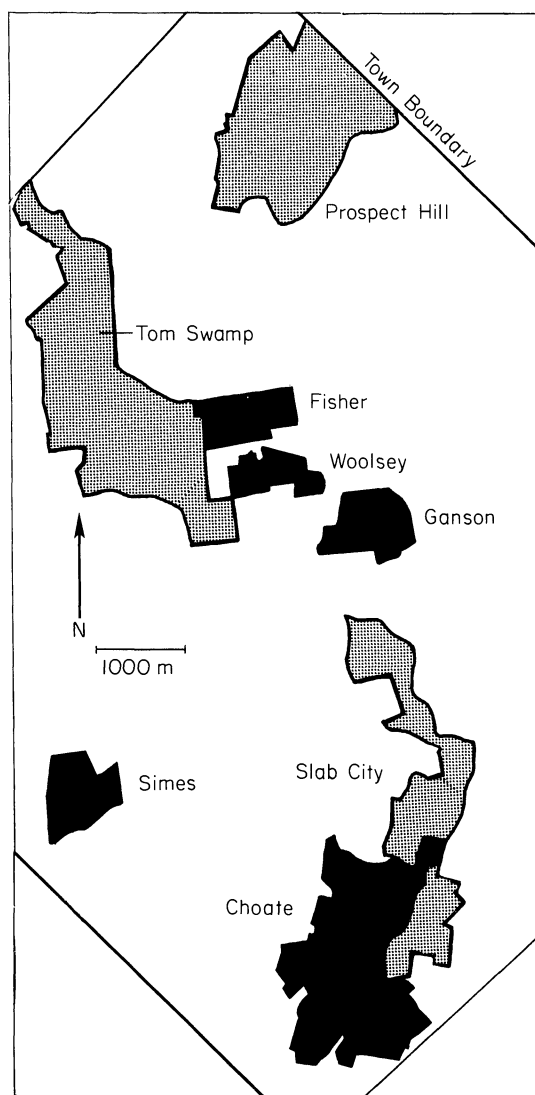 Town Boundary
Prospect Hill
Tom Swamp
Fisher
Woolsey
Ganson
N
1000 m
Slab City
Simes
Choate